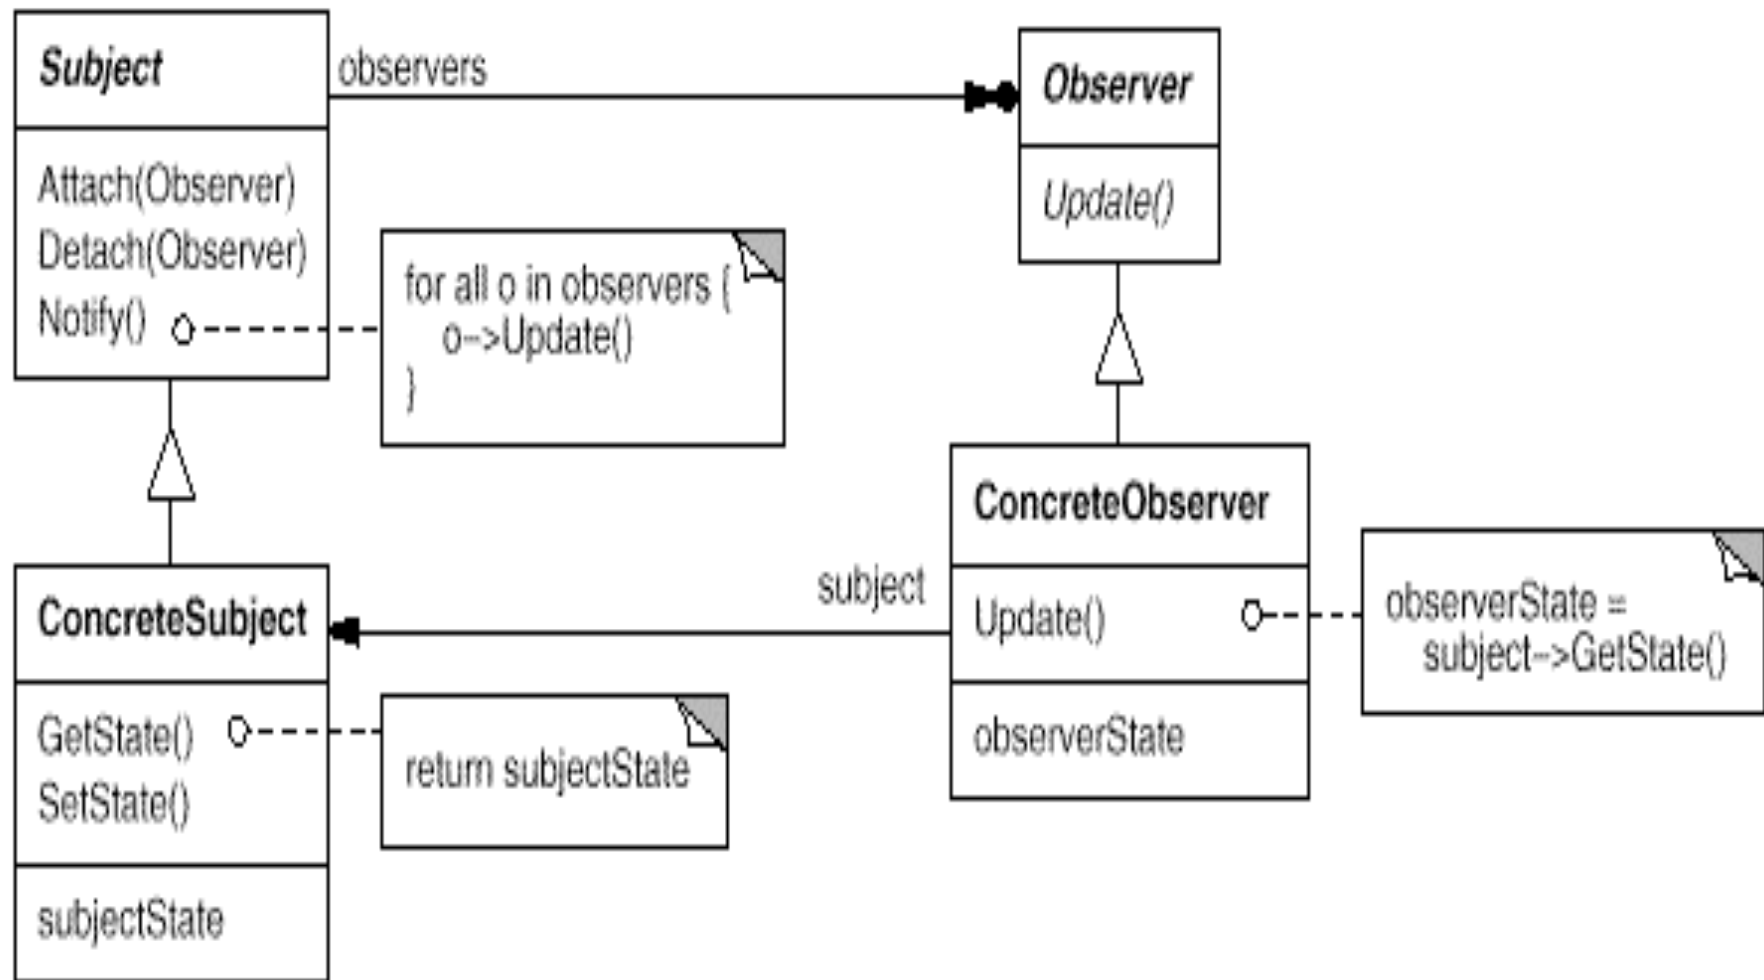 Subject
observers
Attach(Observer)
Detach(Observer)
Notify()
for all o in observers {
o->Update()
}
Observer
Update()
ConcreteSubject
GetState()
SetState()
subjectState
return subjectState
subject
ConcreteObserver
Update()
observerState
observerState =
subject->GetState()